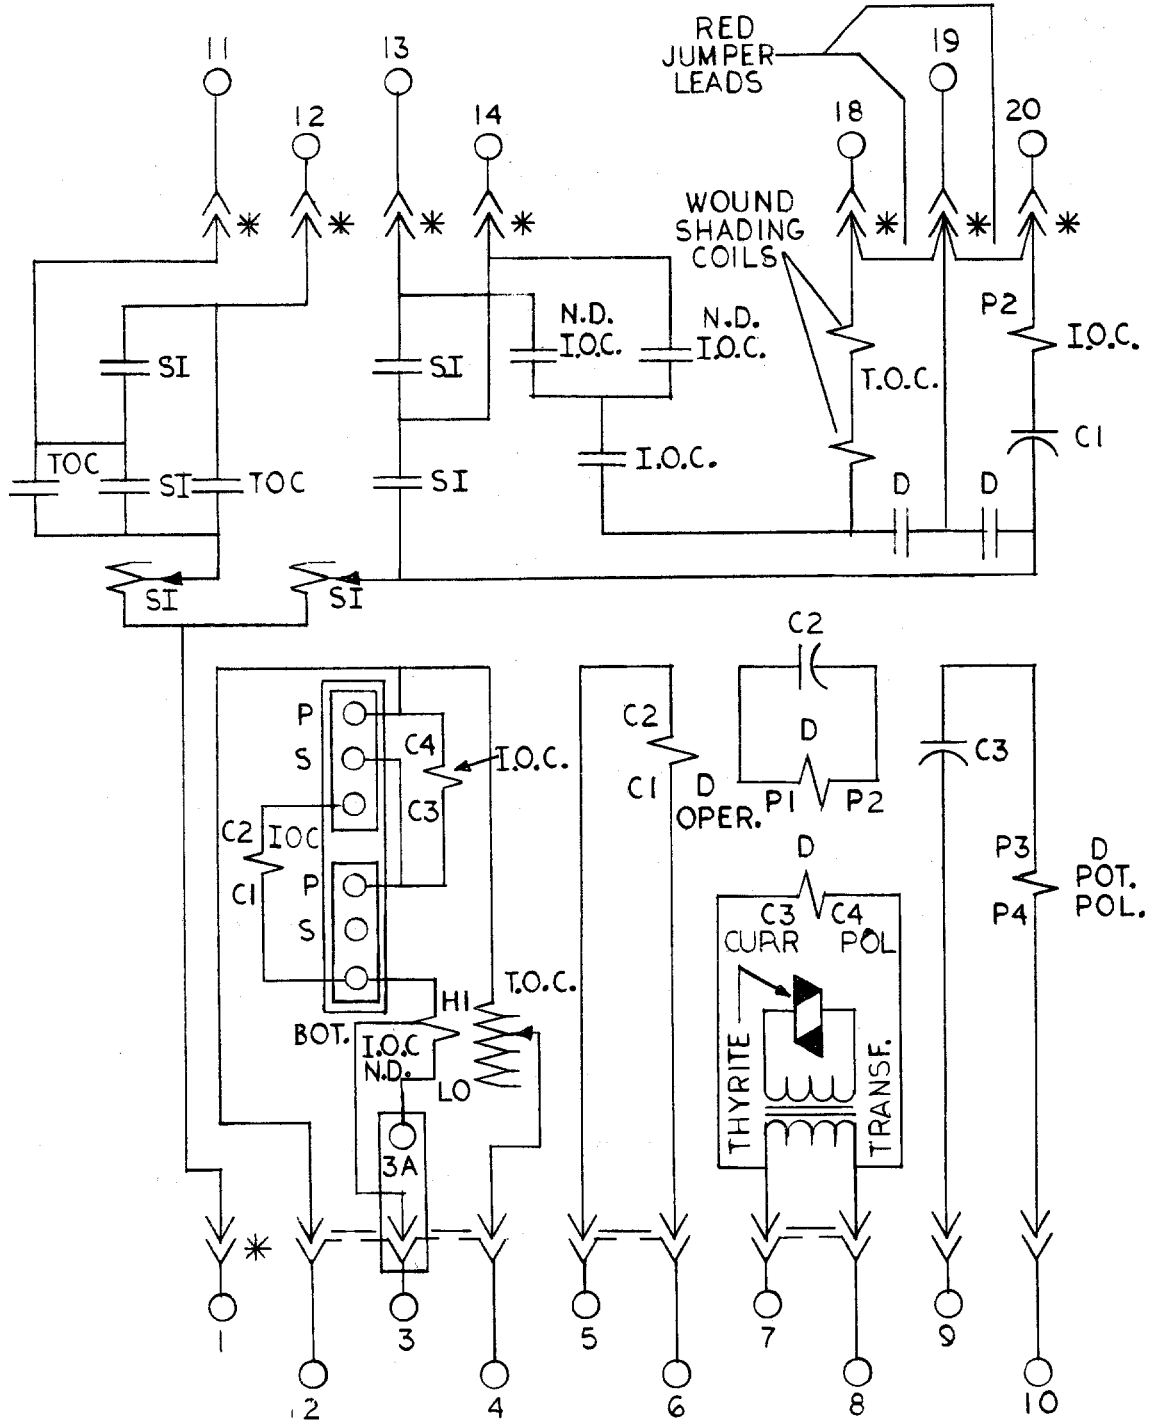 11
13
RED
JUMPER
LEADS
19
12
14
18
20
*
*
*
*
WOUND
SHADING
COILS
*
*
*
P2
I.O.C.
N.D.
I.O.C.
N.D.
I.O.C.
SI
SI
T.O.C.
C1
TOC
SI
TOC
SI
I.O.C.
D
D
SI
SI
C2
P
S
C4
I.O.C.
C3
C2
IOC
C1
P
S
C2
C1
D
OPER.
D
P1
P2
C3
D
C3
C4
CURR
POL
P3
P4
D
POT.
POL.
T.O.C.
HI
BOT.
I.O.C
N.D.
LO
THYRITE
TRANSF.
3A
*
1
3
5
7
9
2
4
6
8
10